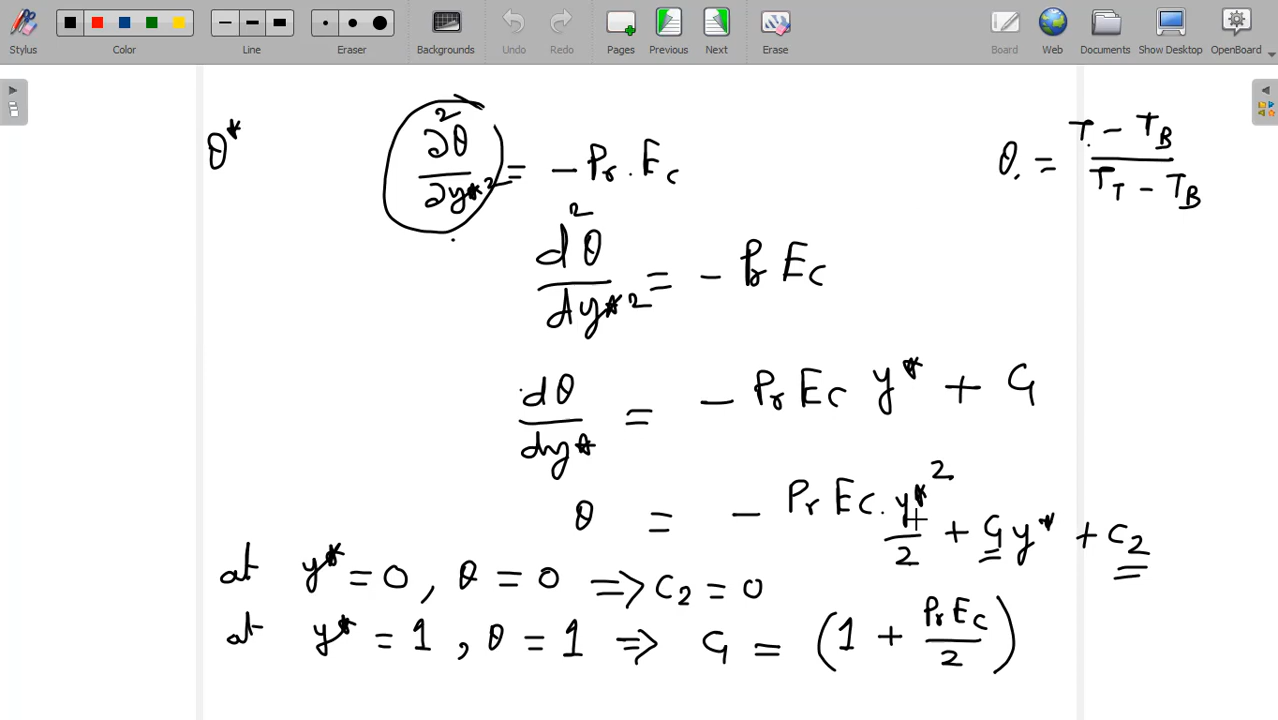 Stylus Color Line Eraser Backgrounds Undo Redo Pages Previous Next Erase Board Web Documents Show Desktop OpenBoard
θ* ∂²θ/∂y*² = - Pr . Ec θ = (T - T_B)/(T_T - T_B)
d²θ/dy*² = - Pr Ec
dθ/dy* = - Pr Ec y* + C₁
θ = - Pr Ec . y*²/2 + C₁y* + C₂
at y* = 0, θ = 0 => C₂ = 0
at y* = 1, θ = 1 => C₁ = (1 + Pr Ec/2)